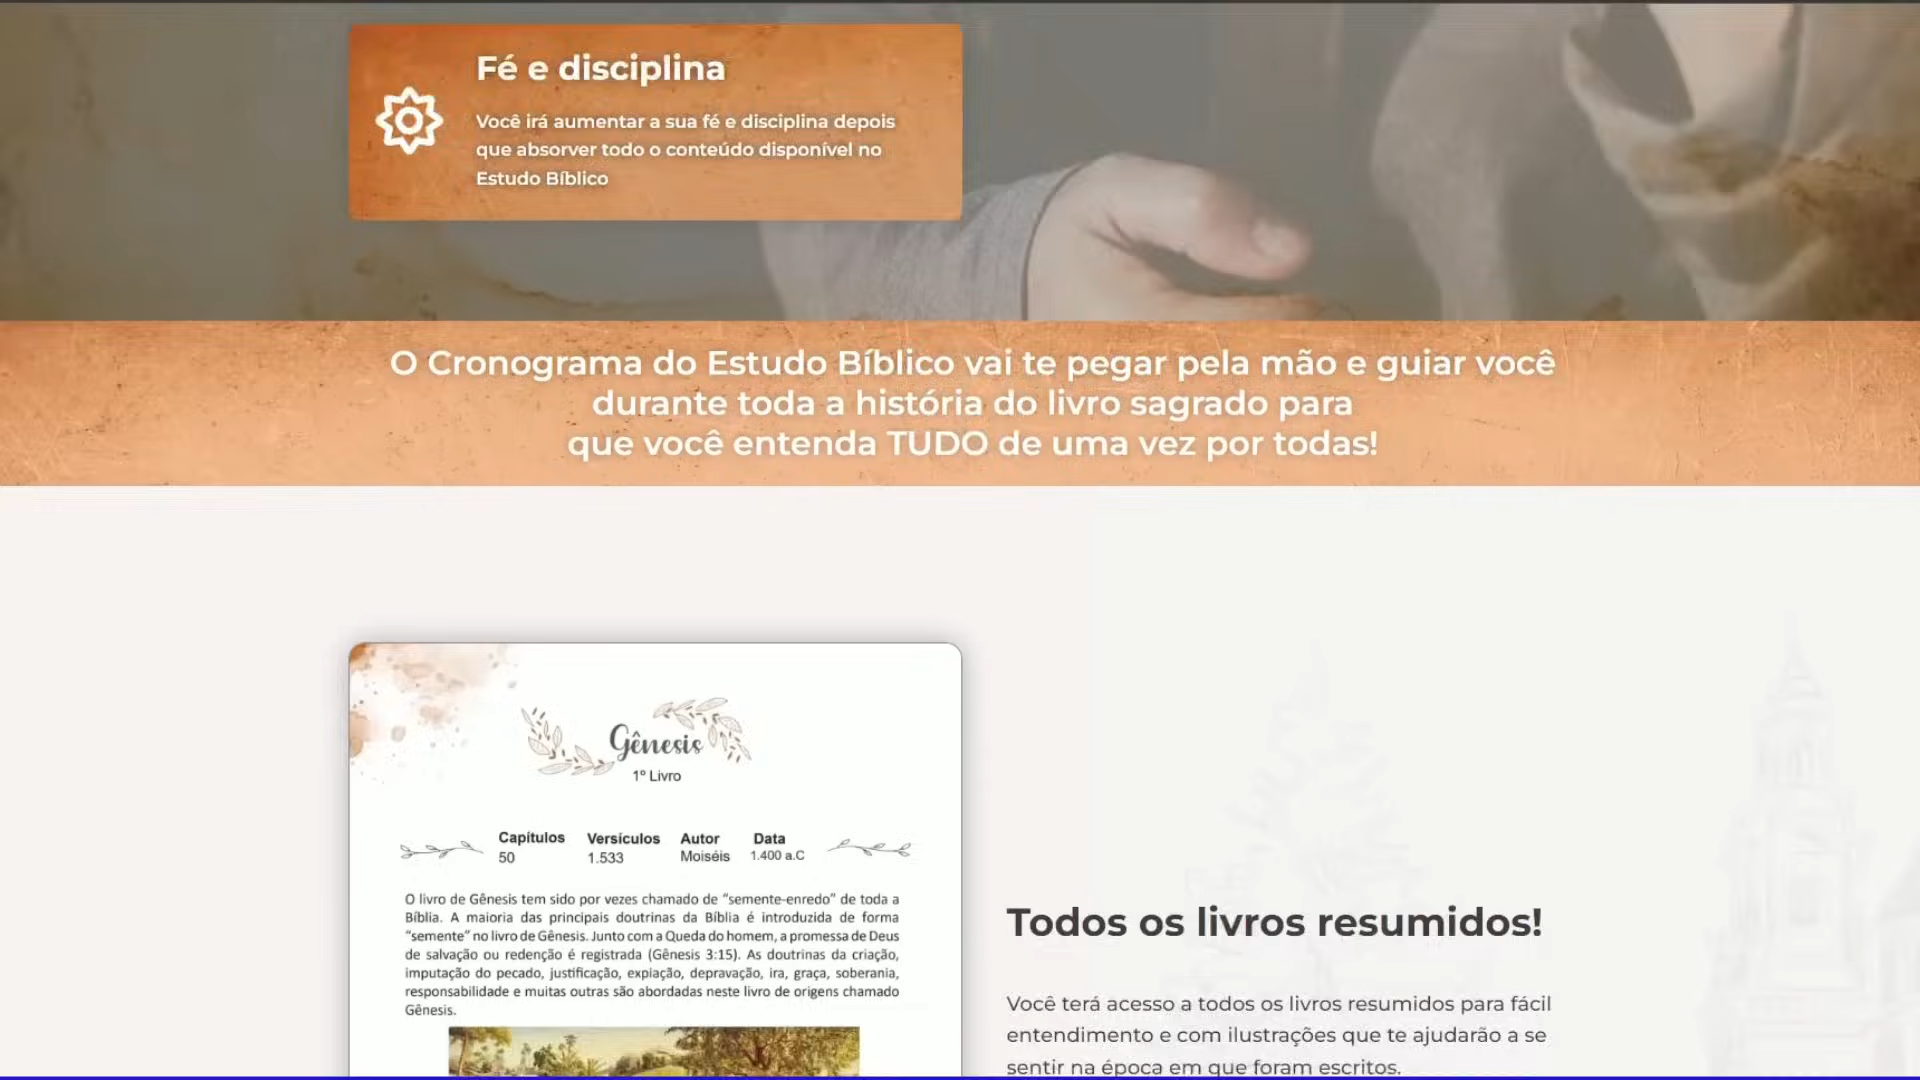 Fé e disciplina
Você irá aumentar a sua fé e disciplina depois
que absorver todo o conteúdo disponível no
Estudo Bíblico
O Cronograma do Estudo Bíblico vai te pegar pela mão e guiar você
durante toda a história do livro sagrado para
que você entenda TUDO de uma vez por todas!
Gênesis
1º Livro
Capítulos Versículos Autor Data
50 1.533 Moiséis 1.400 a.C
O livro de Gênesis tem sido por vezes chamado de “semente-enredo” de toda a
Bíblia. A maioria das principais doutrinas da Bíblia é introduzida de forma
“semente” no livro de Gênesis. Junto com a Queda do homem, a promessa de Deus
de salvação ou redenção é registrada (Gênesis 3:15). As doutrinas da criação,
imputação do pecado, justificação, expiação, depravação, ira, graça, soberania,
responsabilidade e muitas outras são abordadas neste livro de origens chamado
Gênesis.
Todos os livros resumidos!
Você terá acesso a todos os livros resumidos para fácil
entendimento e com ilustrações que te ajudarão a se
sentir na época em que foram escritos.